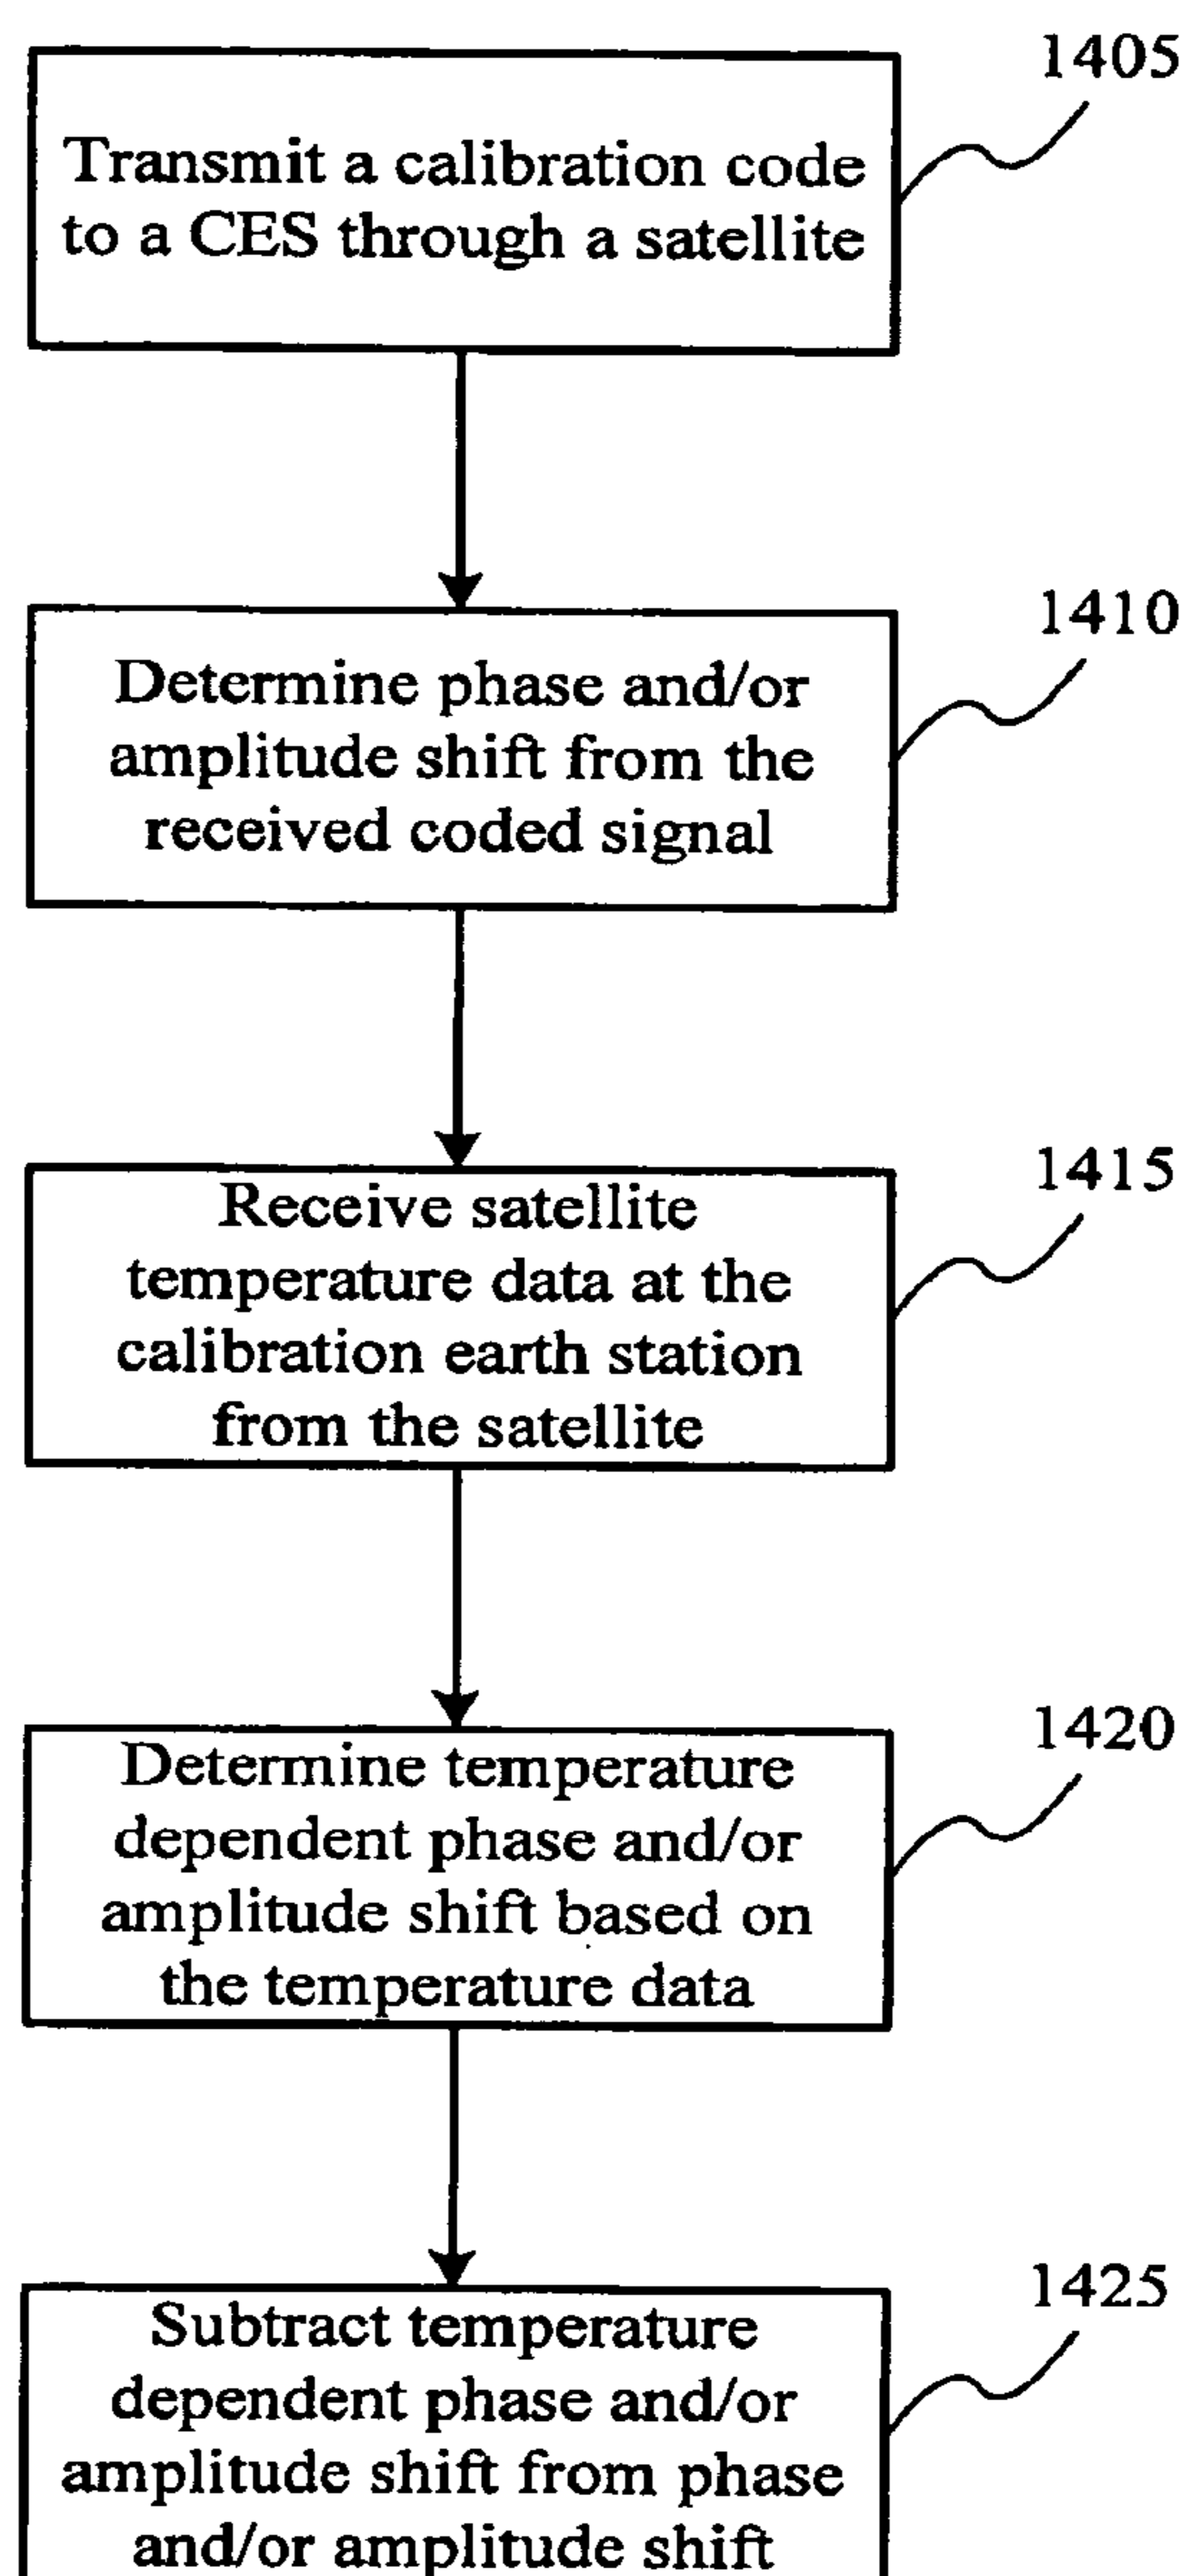 1405
Transmit a calibration code
to a CES through a satellite
1410
Determine phase and/or
amplitude shift from the
received coded signal
1415
Receive satellite
temperature data at the
calibration earth station
from the satellite
1420
Determine temperature
dependent phase and/or
amplitude shift based on
the temperature data
1425
Subtract temperature
dependent phase and/or
amplitude shift from phase
and/or amplitude shift